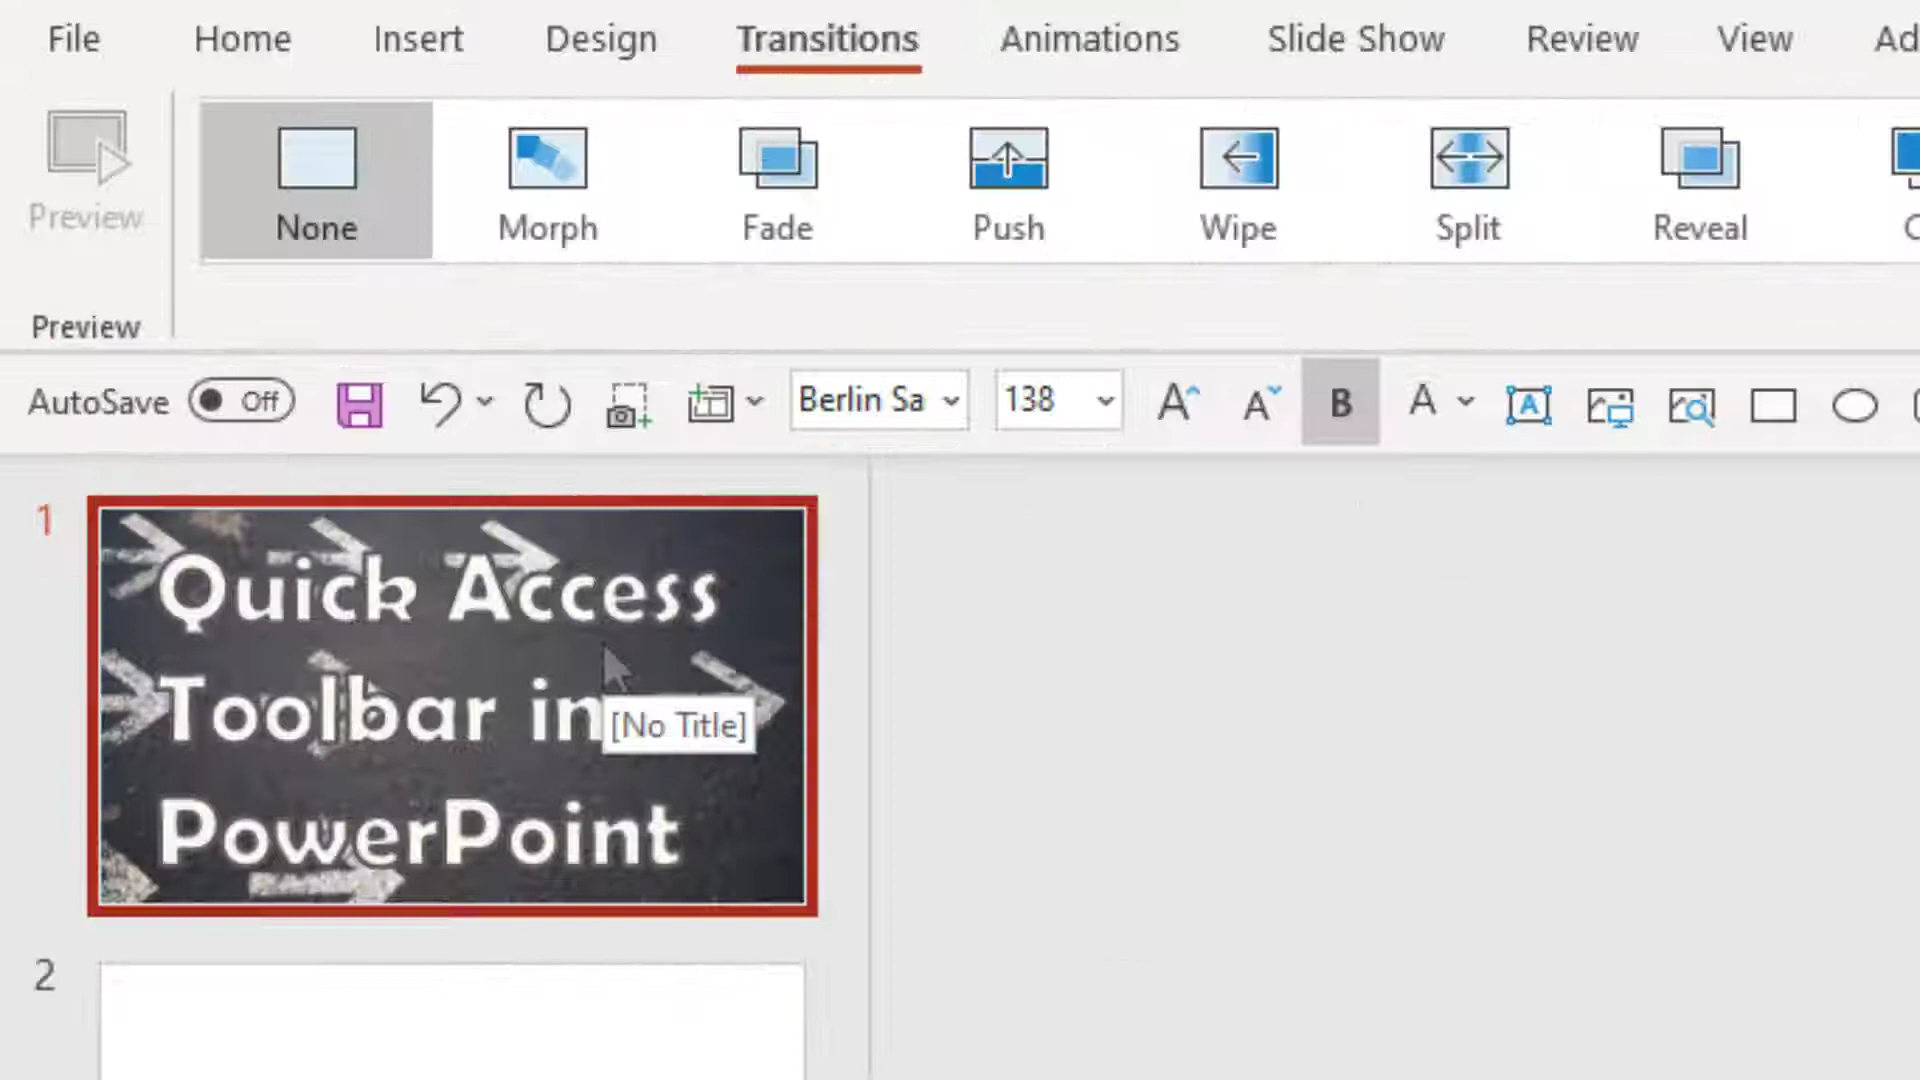 File Home Insert Design Transitions Animations Slide Show Review View Ad
Preview None Morph Fade Push Wipe Split Reveal
Preview
AutoSave Off Berlin Sa 138 A A B A A
1
Quick Access
Toolbar in
[No Title]
PowerPoint
2